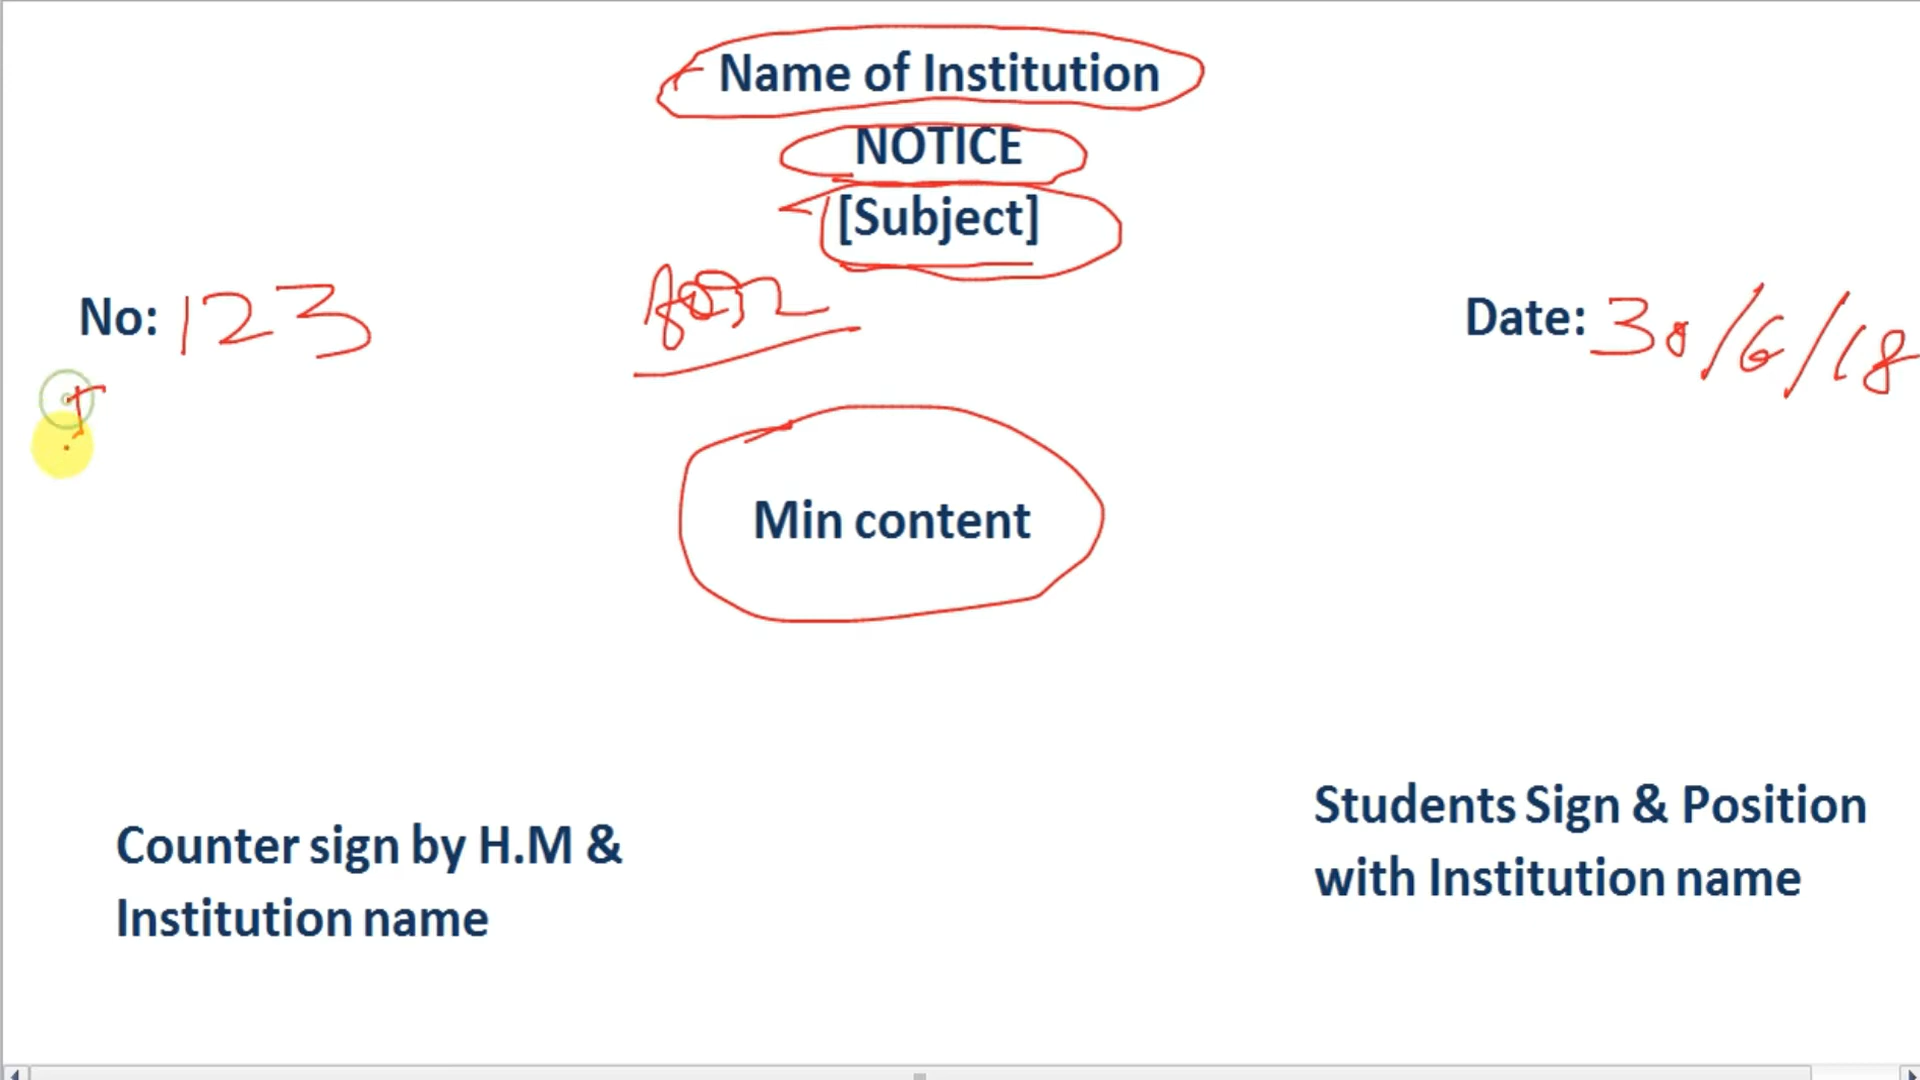 Name of Institution
NOTICE
[Subject]
No: 123
Date: 30/6/18
Min content
Students Sign & Position
with Institution name
Counter sign by H.M &
Institution name